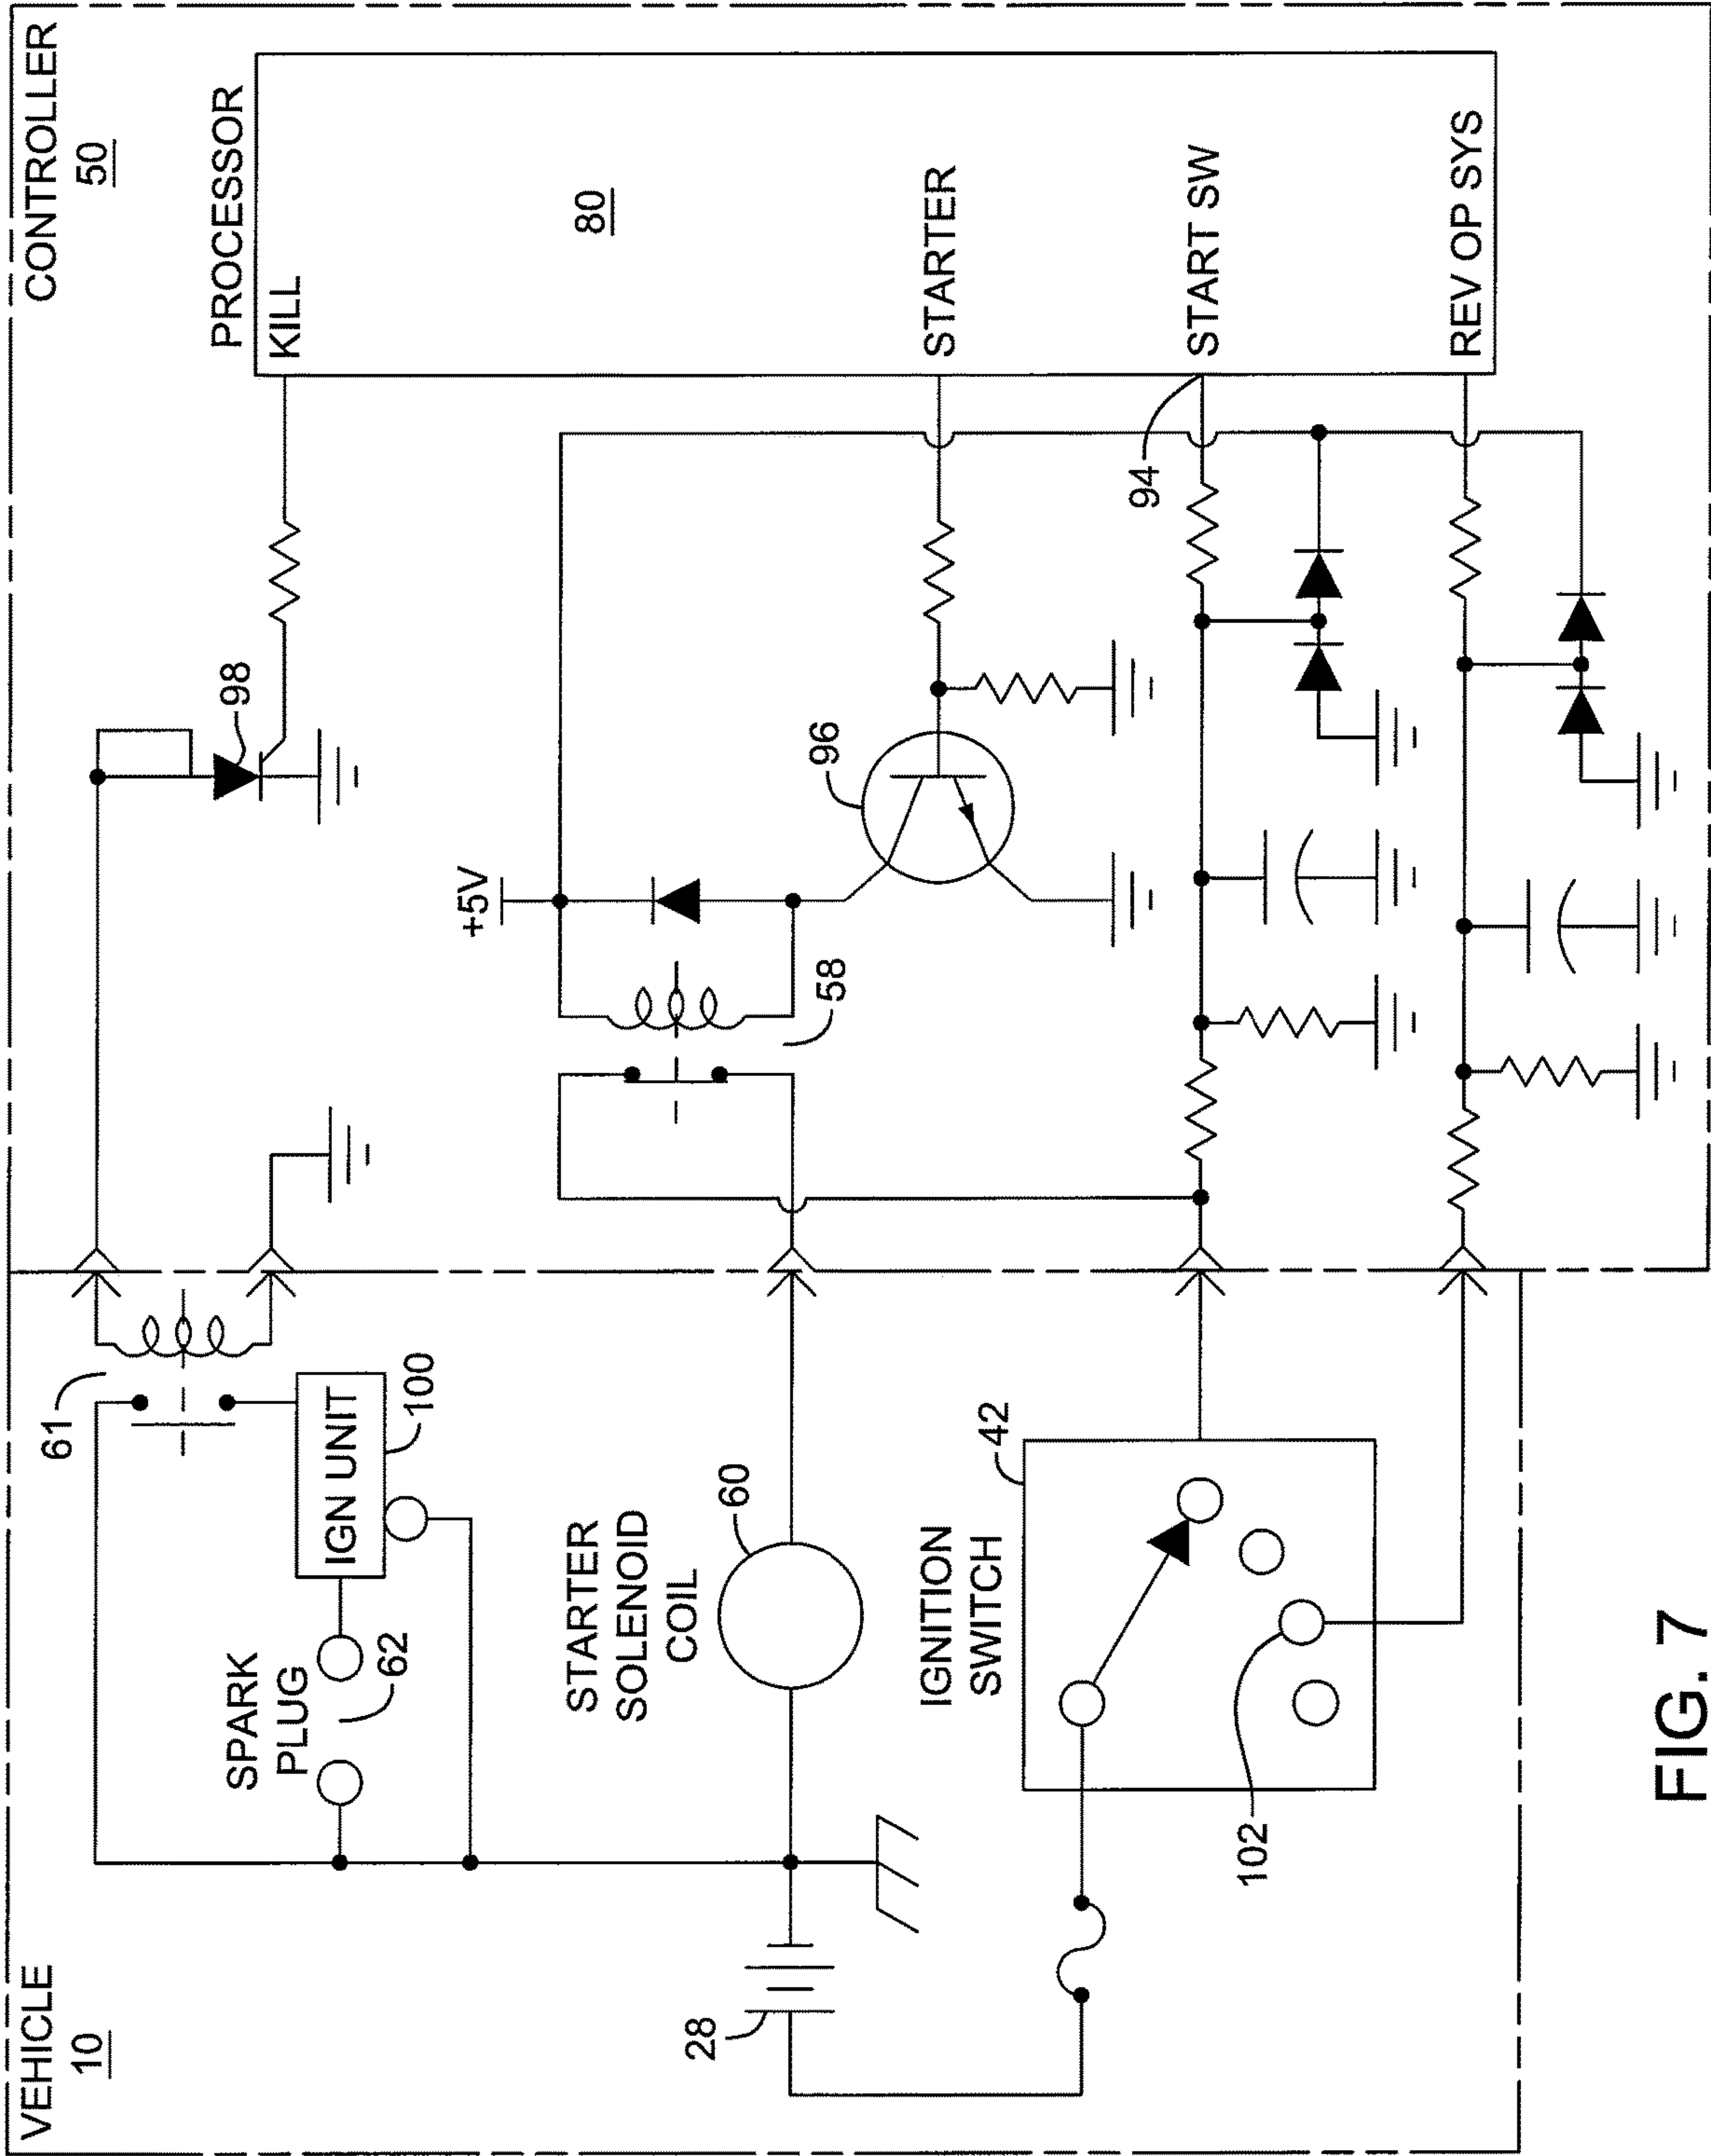 VEHICLE
10
CONTROLLER
50
61
SPARK
PLUG
62
IGN UNIT
100
98
PROCESSOR
KILL
80
28
STARTER
SOLENOID
COIL
60
+5V
58
96
STARTER
IGNITION
SWITCH
42
102
94
START SW
REV OP SYS
FIG. 7